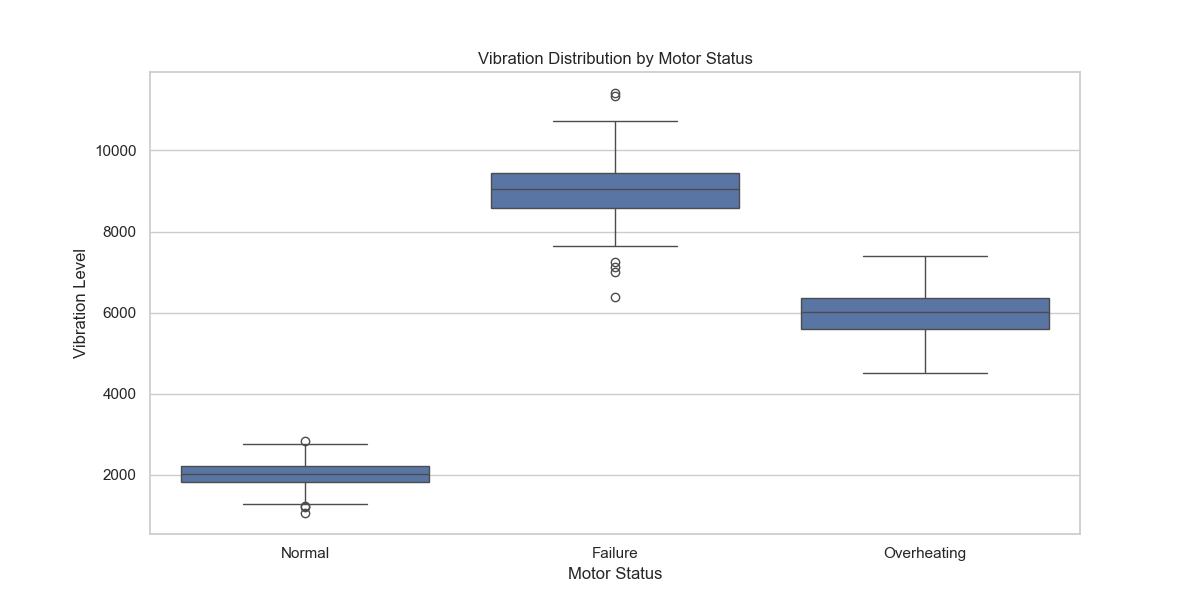 Vibration Distribution by Motor Status
Vibration Level
10000
8000
6000
4000
2000
Normal
Failure
Overheating
Motor Status